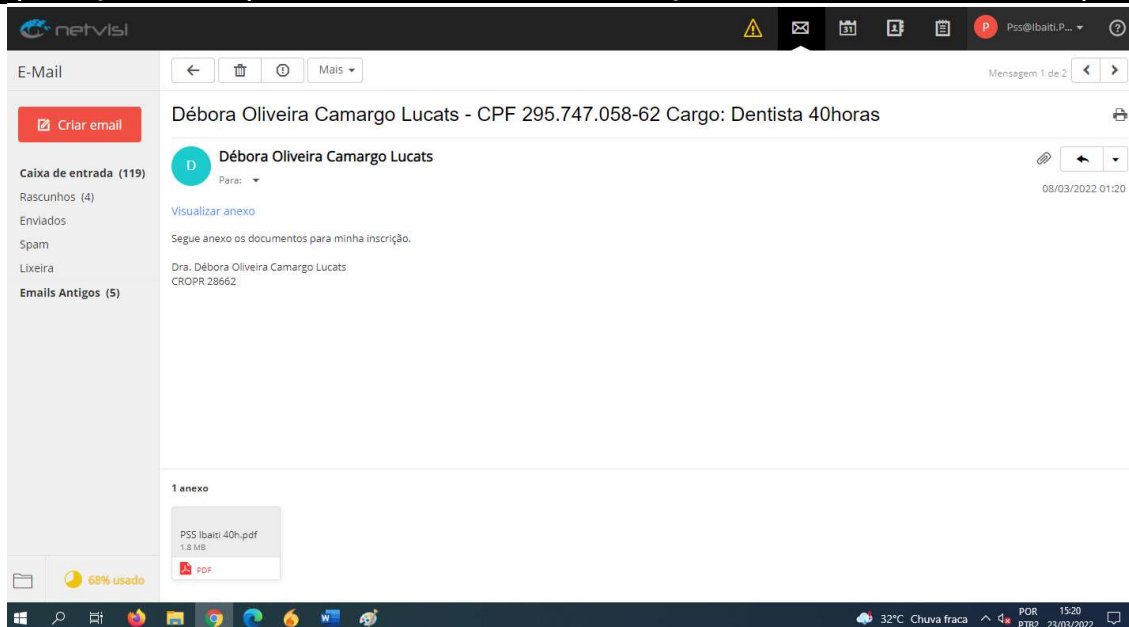 netvisl
31
P
Pss@Ibaiti.P...
?
E-Mail
Mais
Mensagem 1 de 2
Criar email
Débora Oliveira Camargo Lucats - CPF 295.747.058-62 Cargo: Dentista 40horas
D
Débora Oliveira Camargo Lucats
Para:
08/03/2022 01:20
Caixa de entrada (119)
Rascunhos (4)
Enviados
Spam
Lixeira
Emails Antigos (5)
Visualizar anexo
Segue anexo os documentos para minha inscrição.
Dra. Débora Oliveira Camargo Lucats
CROPR 28662
1 anexo
PSS Ibaiti 40h.pdf
1.8 MB
PDF
68% usado
32°C Chuva fraca
POR
PTB2
15:20
23/03/2022